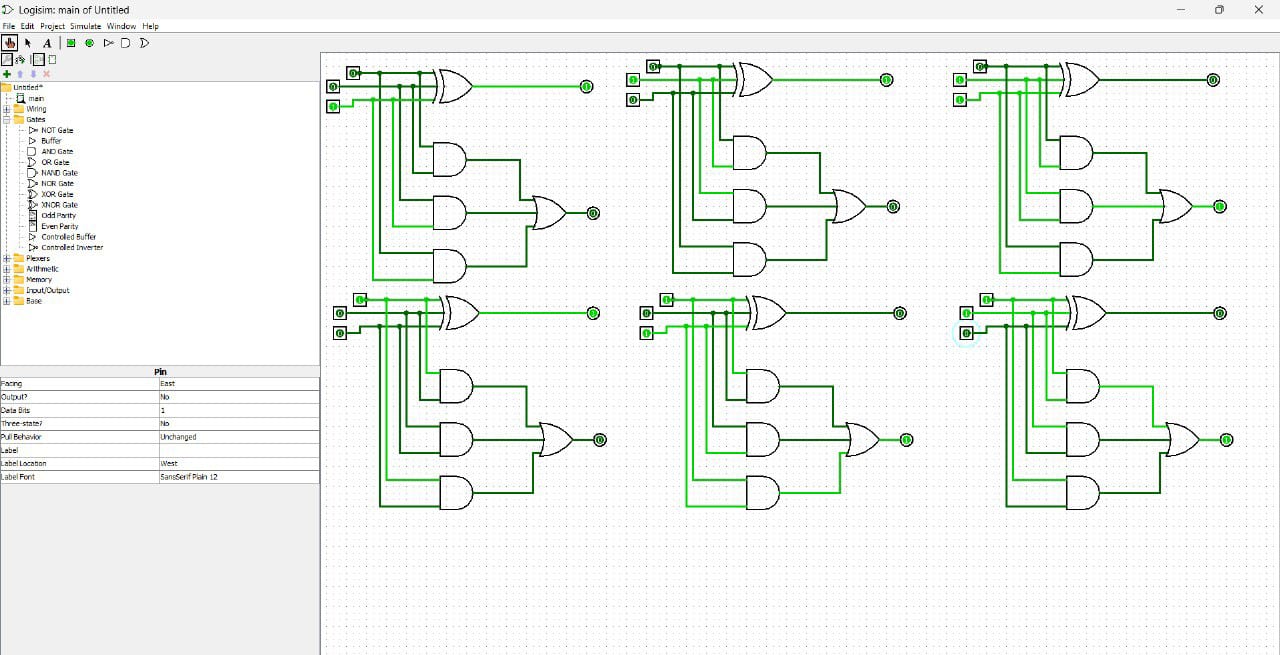 Logisim: main of Untitled
File Edit Project Simulate Window Help
A
Untitled*
main
Wiring
Gates
NOT Gate
Buffer
AND Gate
OR Gate
NAND Gate
NOR Gate
XOR Gate
XNOR Gate
Odd Parity
Even Parity
Controlled Buffer
Controlled Inverter
Plexers
Arithmetic
Memory
Input/Output
Base
Pin
Facing East
Output? No
Data Bits 1
Three-state? No
Pull Behavior Unchanged
Label
Label Location West
Label Font SansSerif Plain 12
0
0 1
1
0
0
1 1
0
0
0
1 0
1
1
1
0 1
0
0
1
0 0
1
1
1
1 0
0
1